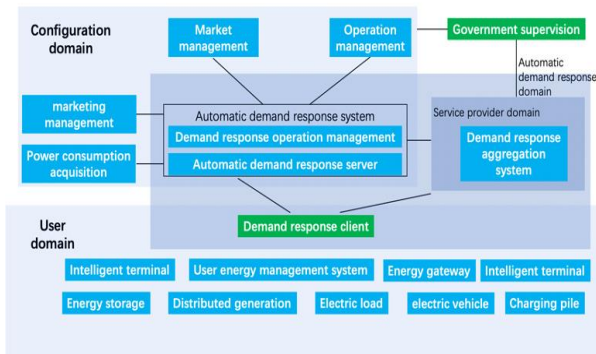 Configuration
domain
Market
management
Operation
management
Government supervision
Automatic
demand response
domain
marketing
management
Power consumption
acquisition
Automatic demand response system
Demand response operation management
Automatic demand response server
Service provider domain
Demand response
aggregation
system
User
domain
Demand response client
Intelligent terminal
User energy management system
Energy gateway
Intelligent terminal
Energy storage
Distributed generation
Electric load
electric vehicle
Charging pile